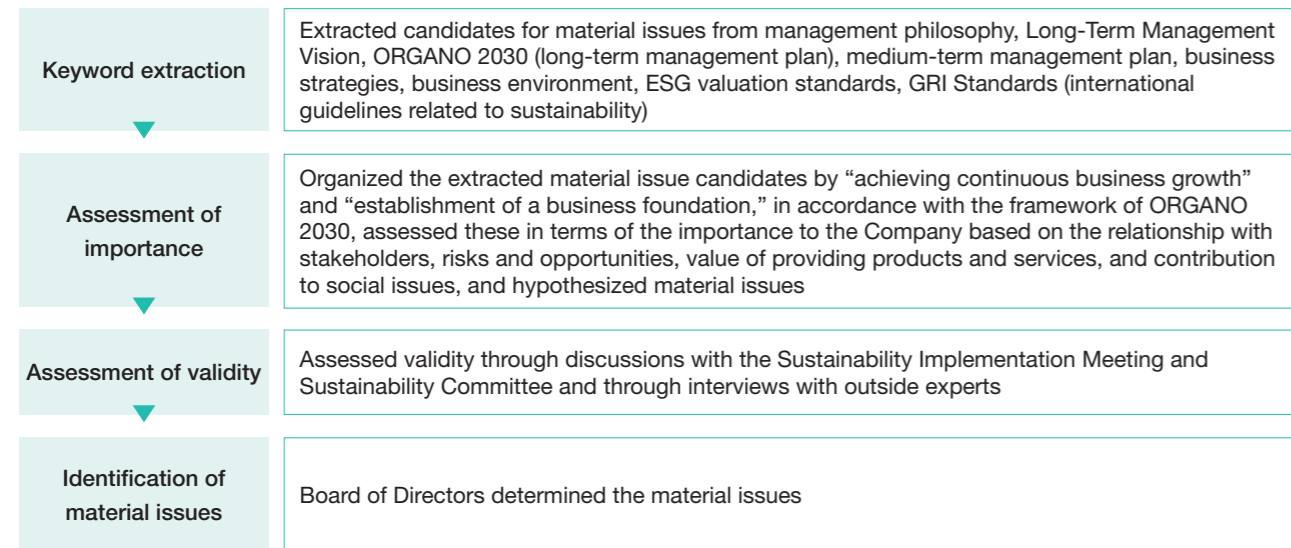 Keyword extraction
Extracted candidates for material issues from management philosophy, Long-Term Management
Vision, ORGANO 2030 (long-term management plan), medium-term management plan, business
strategies, business environment, ESG valuation standards, GRI Standards (international
guidelines related to sustainability)
Assessment of
importance
Organized the extracted material issue candidates by “achieving continuous business growth”
and “establishment of a business foundation,” in accordance with the framework of ORGANO
2030, assessed these in terms of the importance to the Company based on the relationship with
stakeholders, risks and opportunities, value of providing products and services, and contribution
to social issues, and hypothesized material issues
Assessment of validity
Assessed validity through discussions with the Sustainability Implementation Meeting and
Sustainability Committee and through interviews with outside experts
Identification of
material issues
Board of Directors determined the material issues